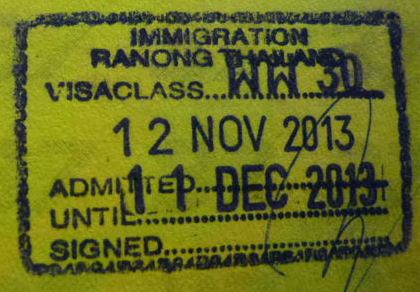 IMMIGRATION
RANONG THAILAND
VISACLASS...WW 30
12 NOV 2013
ADMITTED
UNTIL 11 DEC 2013
SIGNED